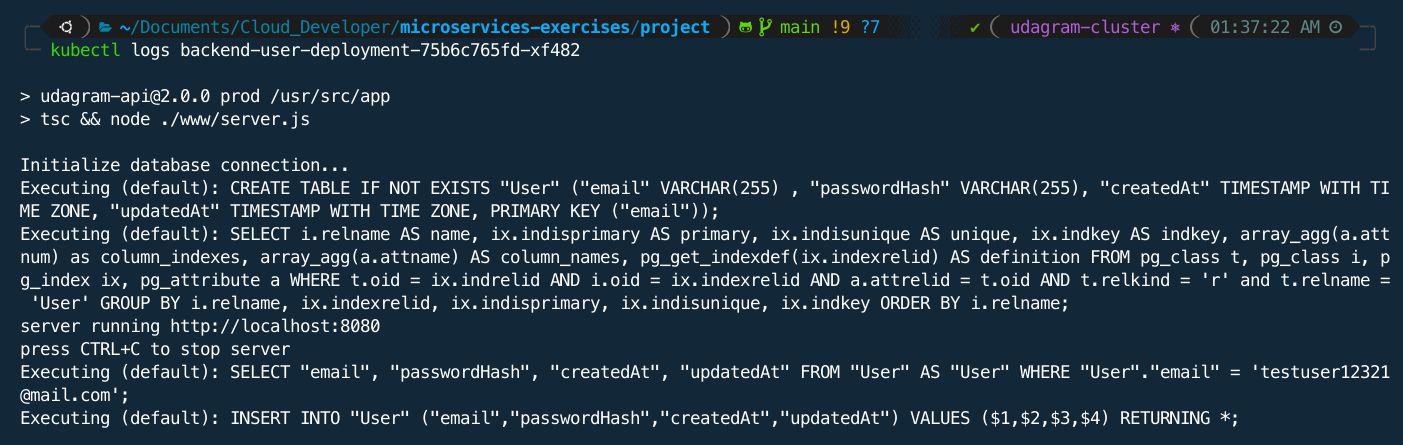 ~/Documents/Cloud_Developer/microservices-exercises/project main !9 ?7 ✔ udagram-cluster ⎈ 01:37:22 AM
kubectl logs backend-user-deployment-75b6c765fd-xf482
> udagram-api@2.0.0 prod /usr/src/app
> tsc && node ./www/server.js
Initialize database connection...
Executing (default): CREATE TABLE IF NOT EXISTS "User" ("email" VARCHAR(255) , "passwordHash" VARCHAR(255), "createdAt" TIMESTAMP WITH TI
ME ZONE, "updatedAt" TIMESTAMP WITH TIME ZONE, PRIMARY KEY ("email"));
Executing (default): SELECT i.relname AS name, ix.indisprimary AS primary, ix.indisunique AS unique, ix.indkey AS indkey, array_agg(a.att
num) as column_indexes, array_agg(a.attname) AS column_names, pg_get_indexdef(ix.indexrelid) AS definition FROM pg_class t, pg_class i, p
g_index ix, pg_attribute a WHERE t.oid = ix.indrelid AND i.oid = ix.indexrelid AND a.attrelid = t.oid AND t.relkind = 'r' and t.relname =
'User' GROUP BY i.relname, ix.indexrelid, ix.indisprimary, ix.indisunique, ix.indkey ORDER BY i.relname;
server running http://localhost:8080
press CTRL+C to stop server
Executing (default): SELECT "email", "passwordHash", "createdAt", "updatedAt" FROM "User" AS "User" WHERE "User"."email" = 'testuser12321
@mail.com';
Executing (default): INSERT INTO "User" ("email","passwordHash","createdAt","updatedAt") VALUES ($1,$2,$3,$4) RETURNING *;